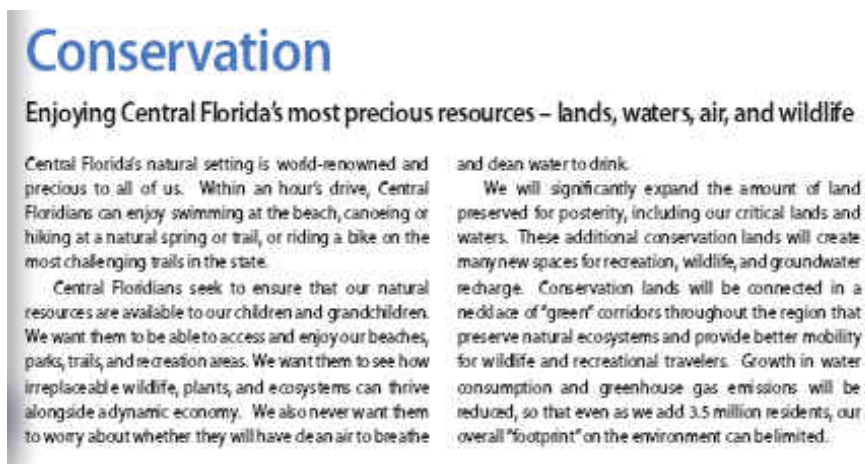 Conservation
Enjoying Central Florida's most precious resources – lands, waters, air, and wildlife
Central Florida's natural setting is world-renowned and
precious to all of us. Within an hour's drive, Central
Floridians can enjoy swimming at the beach, canoeing or
hiking at a natural spring or trail, or riding a bike on the
most challenging trails in the state.
Central Floridians seek to ensure that our natural
resources are available to our children and grandchildren.
We want them to be able to access and enjoy our beaches,
parks, trails, and recreation areas. We want them to see how
irreplaceable wildlife, plants, and ecosystems can thrive
alongside a dynamic economy. We also never want them
to worry about whether they will have clean air to breathe
and clean water to drink.
We will significantly expand the amount of land
preserved for posterity, including our critical lands and
waters. These additional conservation lands will create
many new spaces for recreation, wildlife, and groundwater
recharge. Conservation lands will be connected in a
necklace of "green" corridors throughout the region that
preserve natural ecosystems and provide better mobility
for wildlife and recreational travelers. Growth in water
consumption and greenhouse gas emissions will be
reduced, so that even as we add 3.5 million residents, our
overall "footprint" on the environment can be limited.